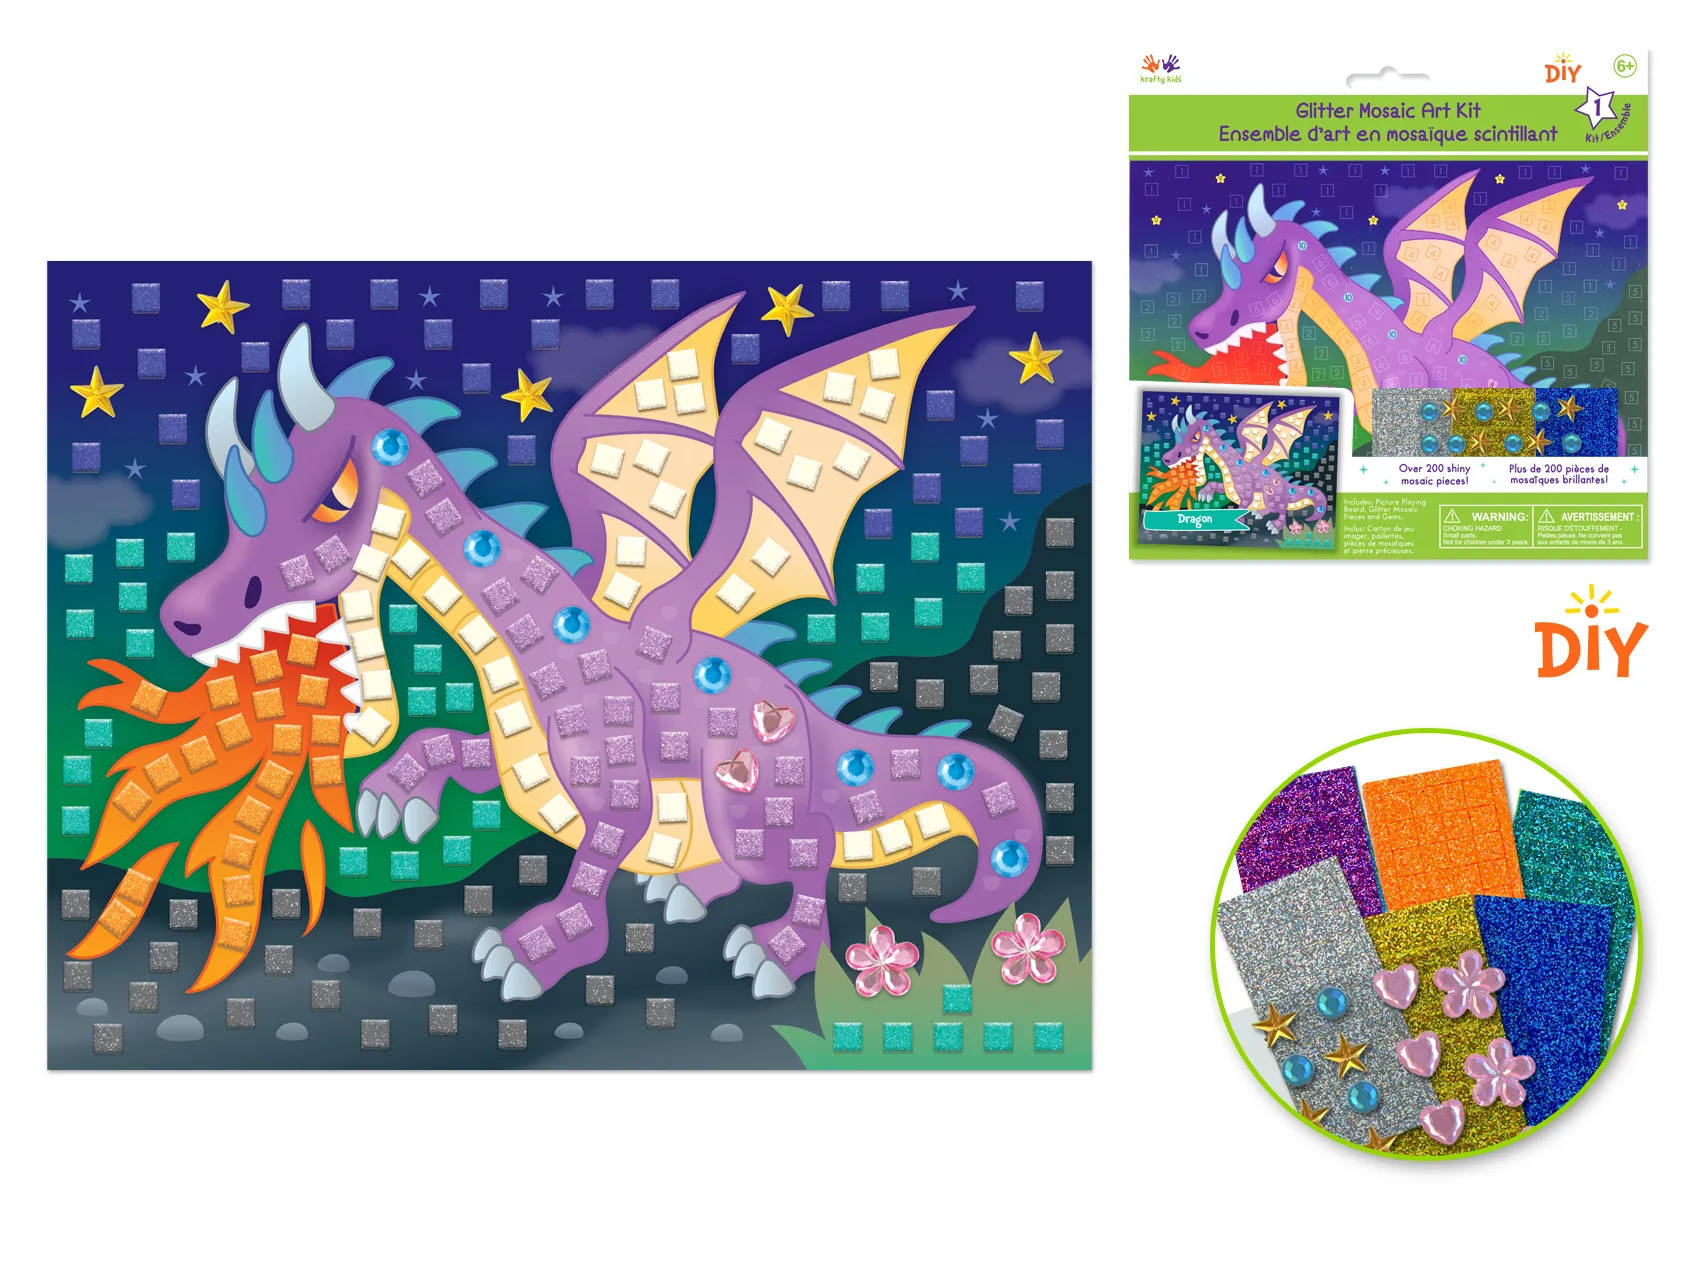 krafty kids
DiY
6+
Glitter Mosaic Art Kit
Ensemble d'art en mosaïque scintillant
1
Kit/Ensemble
Over 200 shiny
mosaic pieces!
Plus de 200 pièces de
mosaïques brillantes!
Dragon
Includes: Picture Playing
Board, Glitter Mosaic
Pieces and Gems.
Inclus: Carton de jeu
imager, paillettes,
pièces de mosaïques
et pierre précieuses.
WARNING:
CHOKING HAZARD
Small parts.
Not for children under 3 years.
AVERTISSEMENT :
RISQUE D'ÉTOUFFEMENT -
Petites pièces. Ne convient pas
aux enfants de moins de 3 ans.
DiY